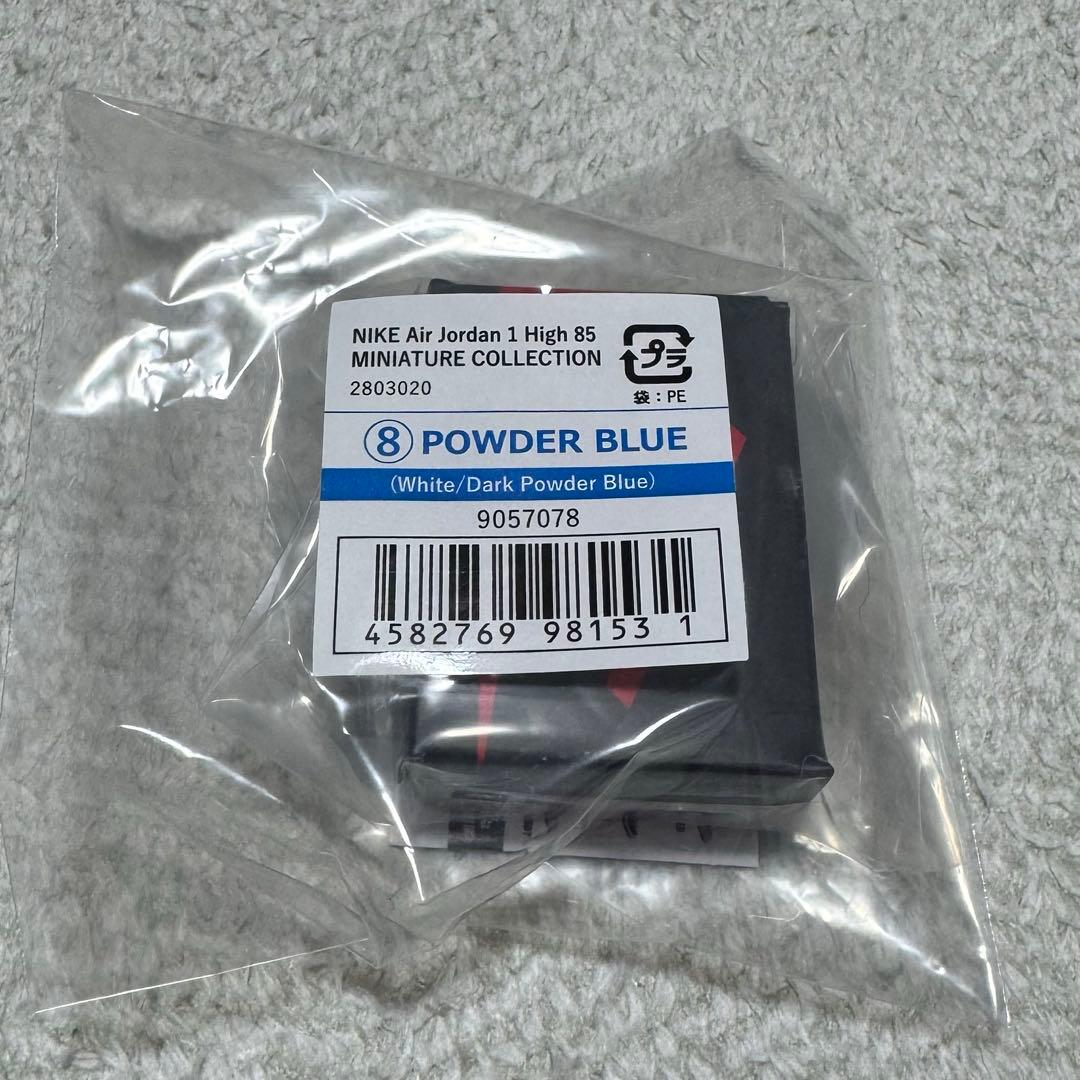 NIKE Air Jordan 1 High 85
MINIATURE COLLECTION
2803020
プラ
袋：PE
⑧ POWDER BLUE
(White/Dark Powder Blue)
9057078
4582769 98153 1